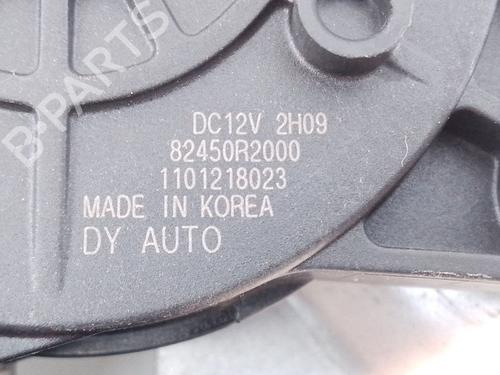 B-PARTS
DC12V 2H09
82450R2000
1101218023
MADE IN KOREA
DY AUTO